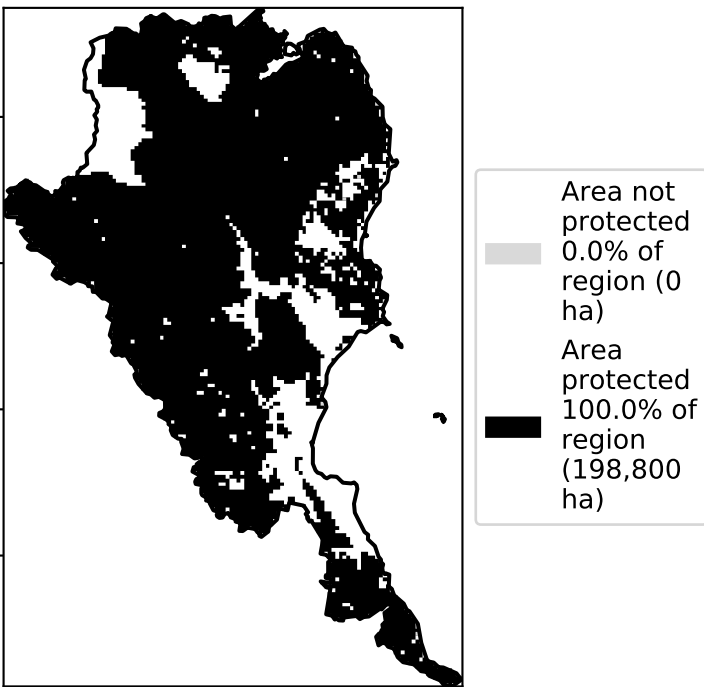 Area not
protected
0.0% of
region (0
ha)
Area
protected
100.0% of
region
(198,800
ha)